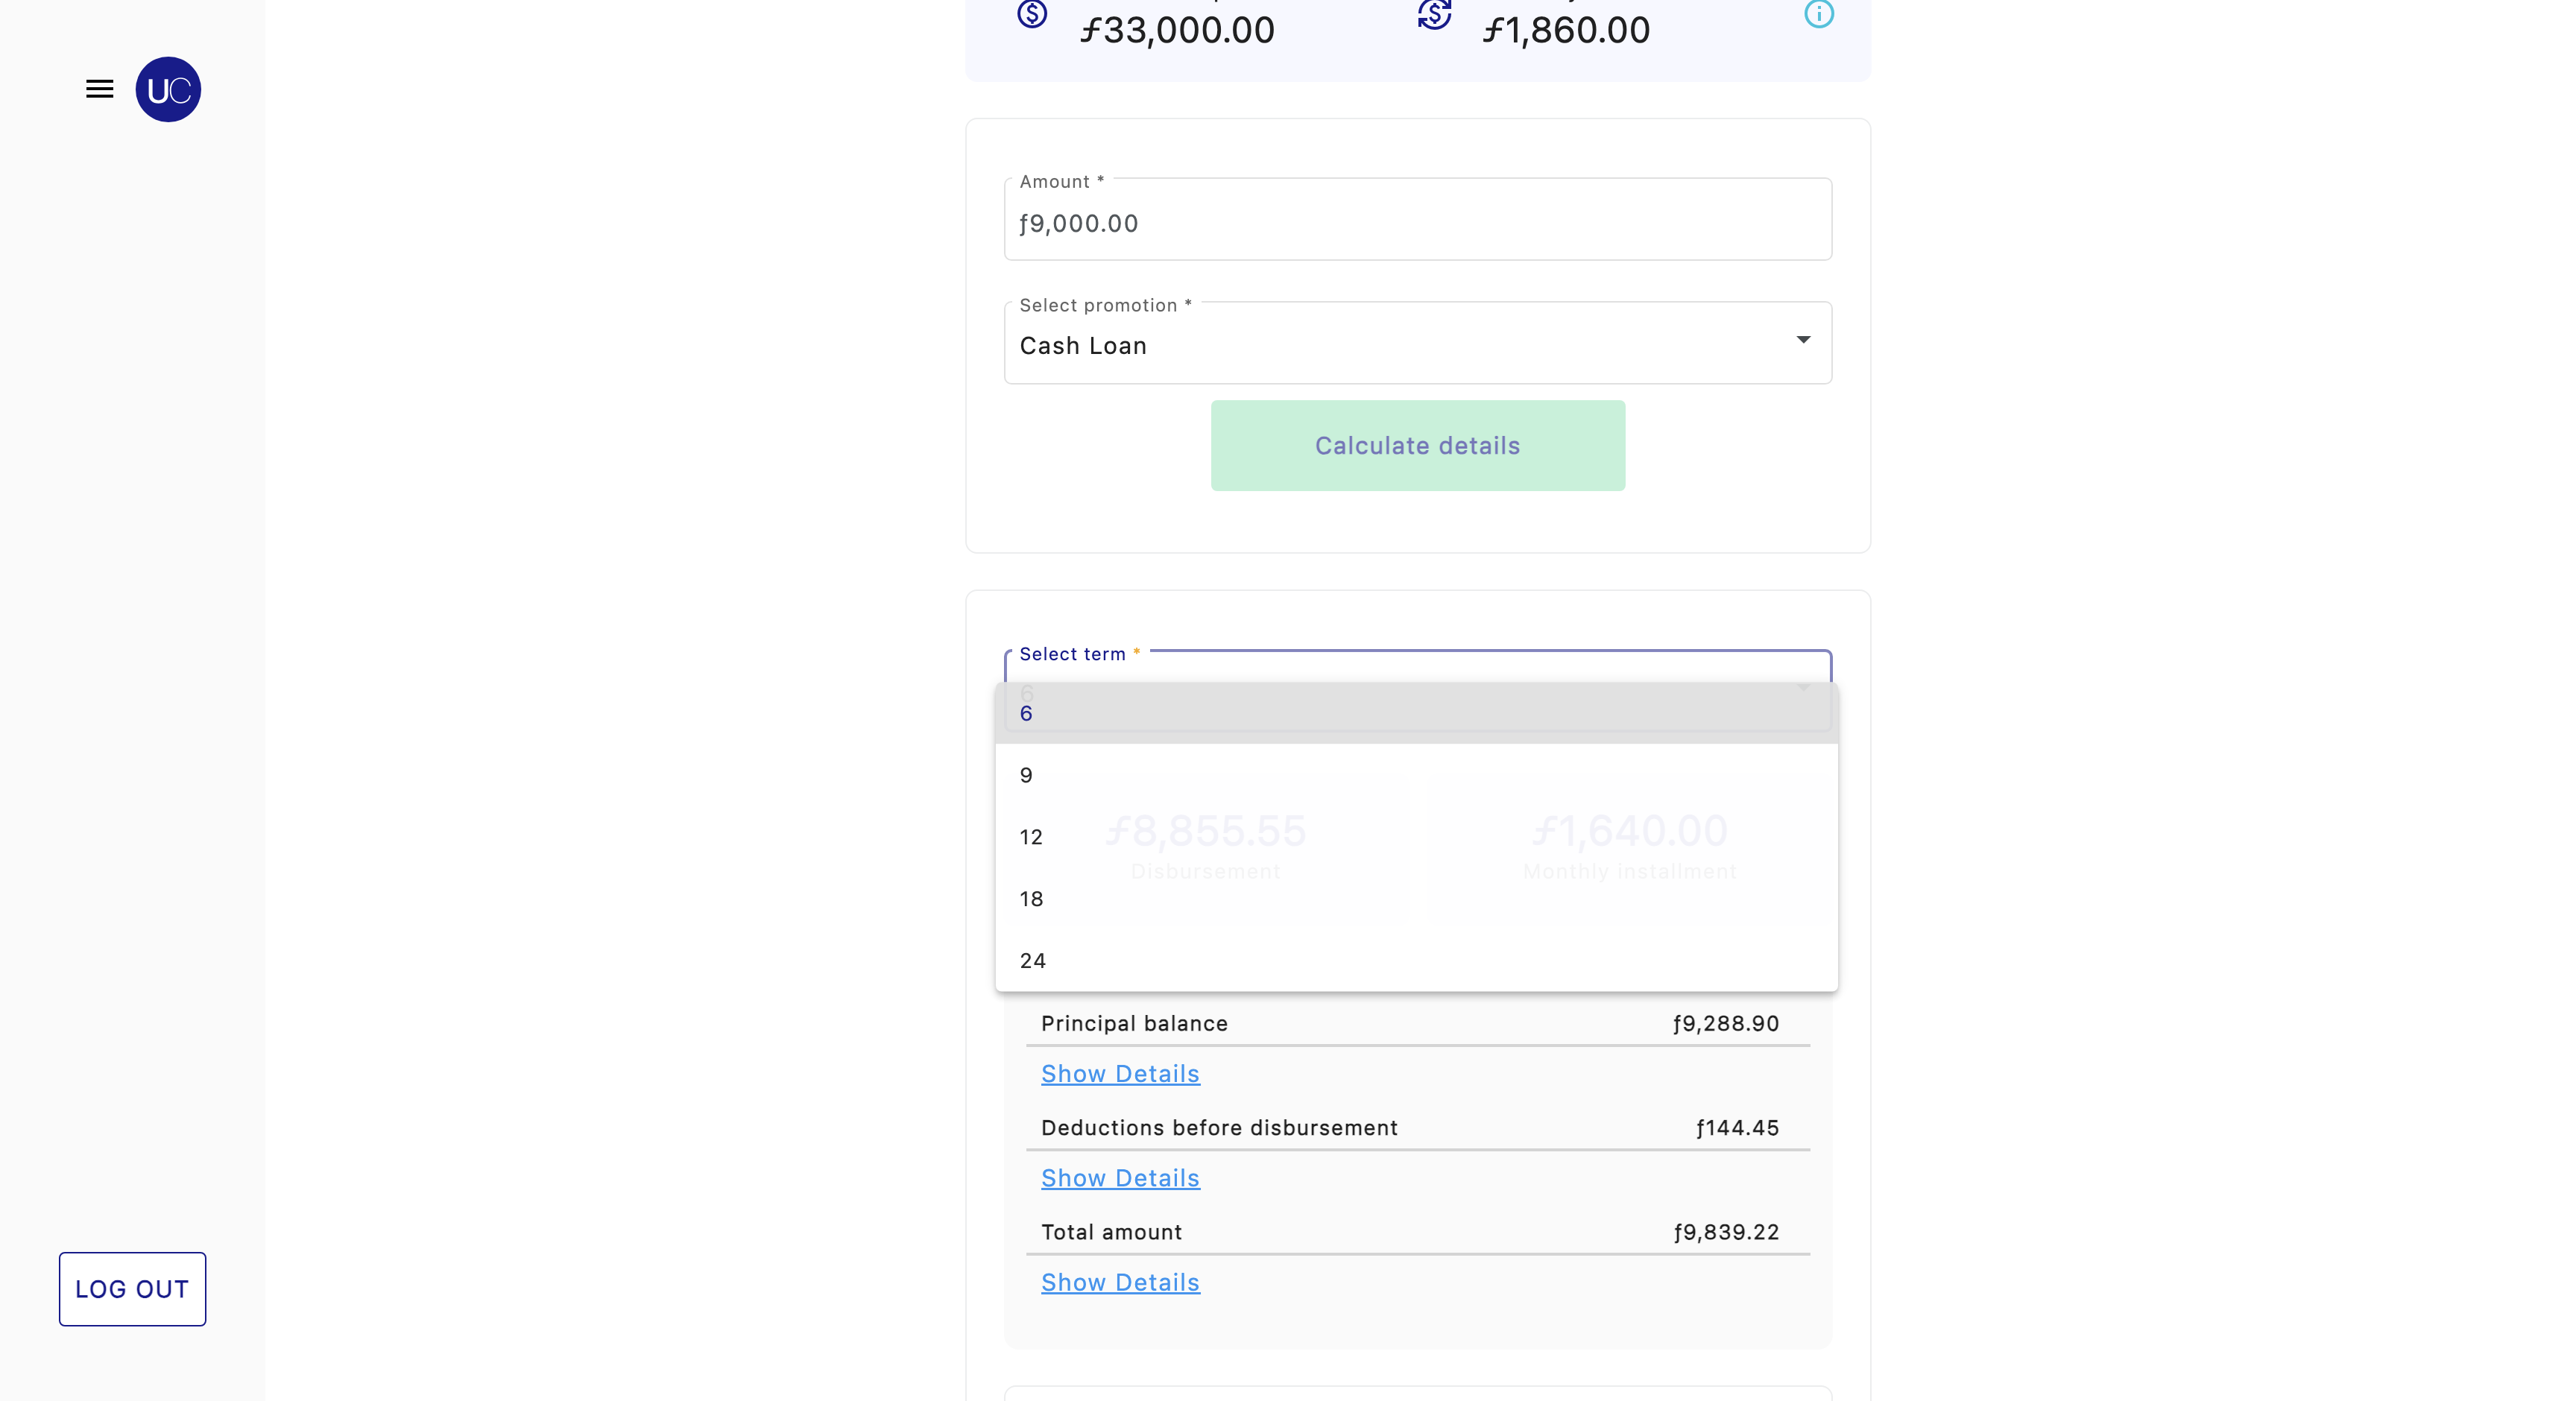 ƒ33,000.00
ƒ1,860.00
UC
Amount *
ƒ9,000.00
Select promotion *
Cash Loan
Calculate details
Select term *
6
6
9
12
18
24
ƒ8,855.55
Disbursement
ƒ1,640.00
Monthly installment
Principal balance ƒ9,288.90
Show Details
Deductions before disbursement ƒ144.45
Show Details
Total amount ƒ9,839.22
Show Details
LOG OUT